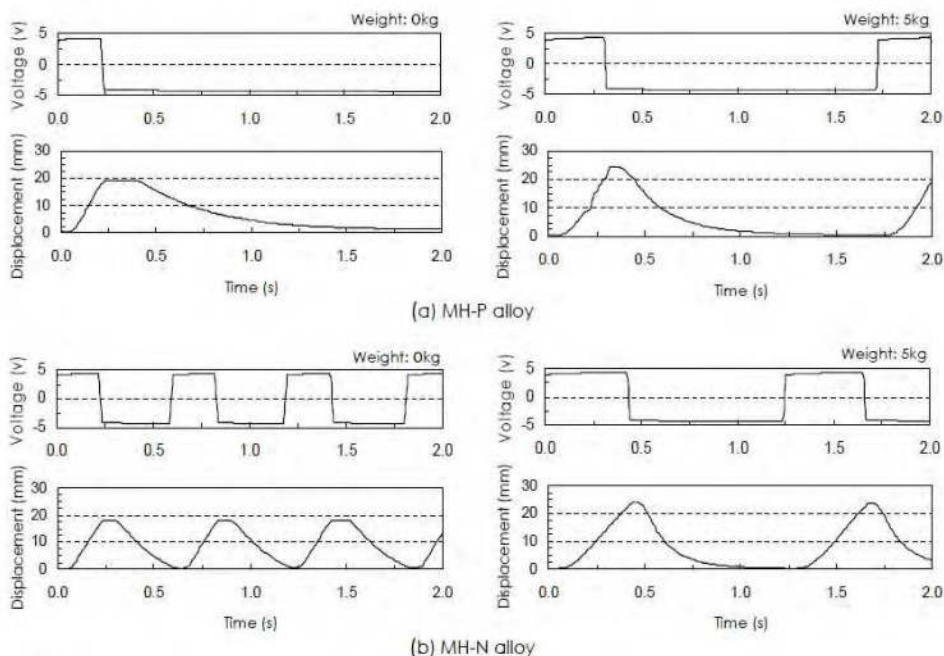 Weight: 0kg
Voltage (v)
5
0
-5
0.0 0.5 1.0 1.5 2.0
Displacement (mm)
30
20
10
0
0.0 0.5 1.0 1.5 2.0
Time (s)
Weight: 5kg
Voltage (v)
5
0
-5
0.0 0.5 1.0 1.5 2.0
Displacement (mm)
30
20
10
0
0.0 0.5 1.0 1.5 2.0
Time (s)
(a) MH-P alloy
Weight: 0kg
Voltage (v)
5
0
-5
0.0 0.5 1.0 1.5 2.0
Displacement (mm)
30
20
10
0
0.0 0.5 1.0 1.5 2.0
Time (s)
Weight: 5kg
Voltage (v)
5
0
-5
0.0 0.5 1.0 1.5 2.0
Displacement (mm)
30
20
10
0
0.0 0.5 1.0 1.5 2.0
Time (s)
(b) MH-N alloy